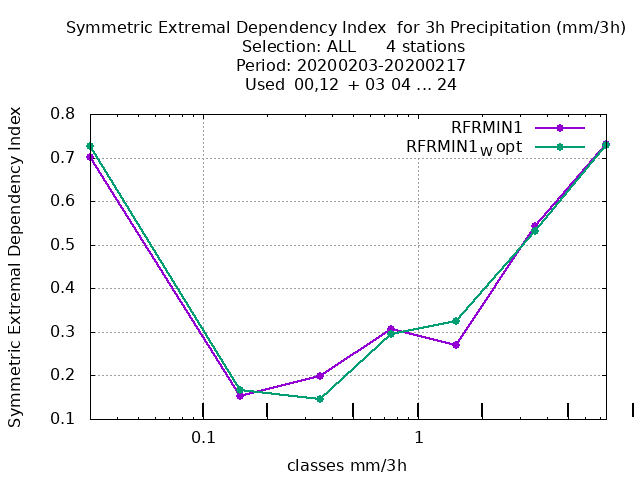 Symmetric Extremal Dependency Index  for 3h Precipitation (mm/3h)
Selection: ALL      4 stations
Period: 20200203-20200217
Used  00,12  + 03 04 ... 24
Symmetric Extremal Dependency Index
0.8
0.7
0.6
0.5
0.4
0.3
0.2
0.1
RFRMIN1
RFRMIN1W opt
0.1
1
classes mm/3h